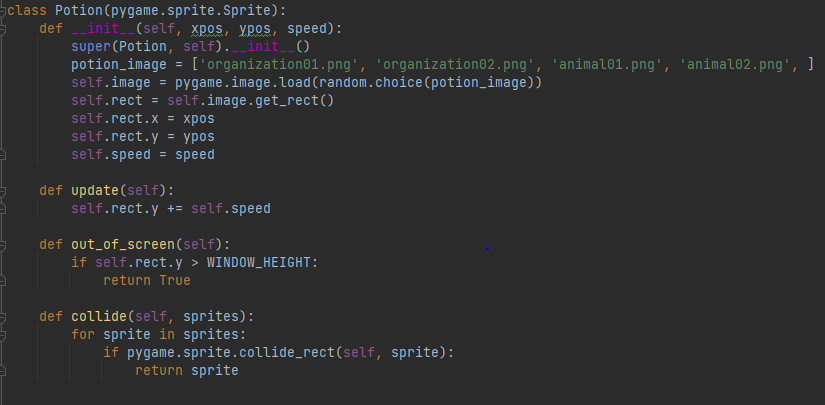 class Potion(pygame.sprite.Sprite):
    def __init__(self, xpos, ypos, speed):
        super(Potion, self).__init__()
        potion_image = ['organization01.png', 'organization02.png', 'animal01.png', 'animal02.png', ]
        self.image = pygame.image.load(random.choice(potion_image))
        self.rect = self.image.get_rect()
        self.rect.x = xpos
        self.rect.y = ypos
        self.speed = speed

    def update(self):
        self.rect.y += self.speed

    def out_of_screen(self):
        if self.rect.y > WINDOW_HEIGHT:
            return True

    def collide(self, sprites):
        for sprite in sprites:
            if pygame.sprite.collide_rect(self, sprite):
                return sprite